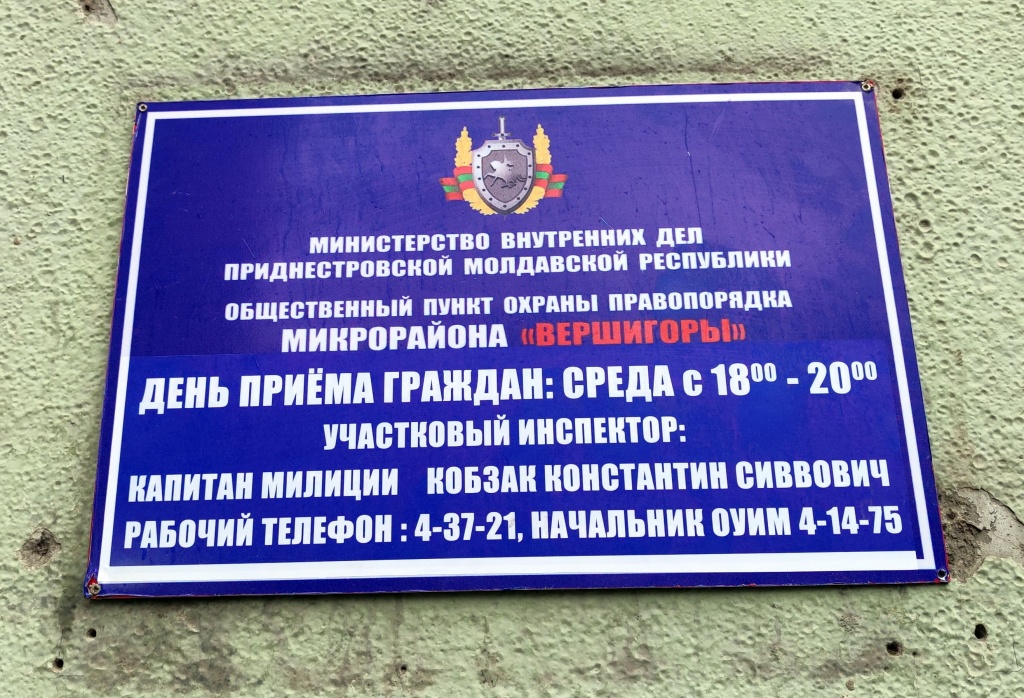 МИНИСТЕРСТВО ВНУТРЕННИХ ДЕЛ
ПРИДНЕСТРОВСКОЙ МОЛДАВСКОЙ РЕСПУБЛИКИ
ОБЩЕСТВЕННЫЙ ПУНКТ ОХРАНЫ ПРАВОПОРЯДКА
МИКРОРАЙОНА «ВЕРШИГОРЫ»
ДЕНЬ ПРИЁМА ГРАЖДАН: СРЕДА с 18⁰⁰ - 20⁰⁰
УЧАСТКОВЫЙ ИНСПЕКТОР:
КАПИТАН МИЛИЦИИ КОБЗАК КОНСТАНТИН СИВВОВИЧ
РАБОЧИЙ ТЕЛЕФОН : 4-37-21, НАЧАЛЬНИК ОУИМ 4-14-75